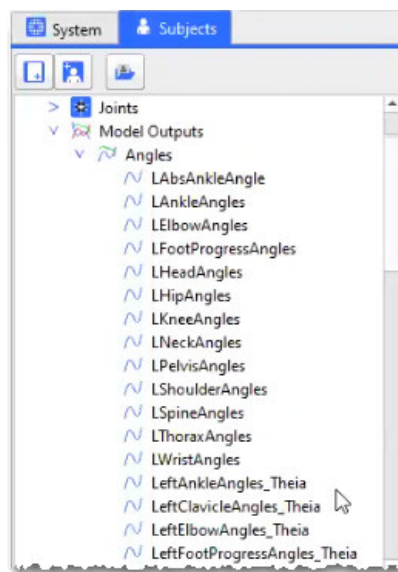 System Subjects
Joints
Model Outputs
Angles
LAbsAnkleAngle
LAnkleAngles
LElbowAngles
LFootProgressAngles
LHeadAngles
LHipAngles
LKneeAngles
LNeckAngles
LPelvisAngles
LShoulderAngles
LSpineAngles
LThoraxAngles
LWristAngles
LeftAnkleAngles_Theia
LeftClavicleAngles_Theia
LeftElbowAngles_Theia
LeftFootProgressAngles_Theia